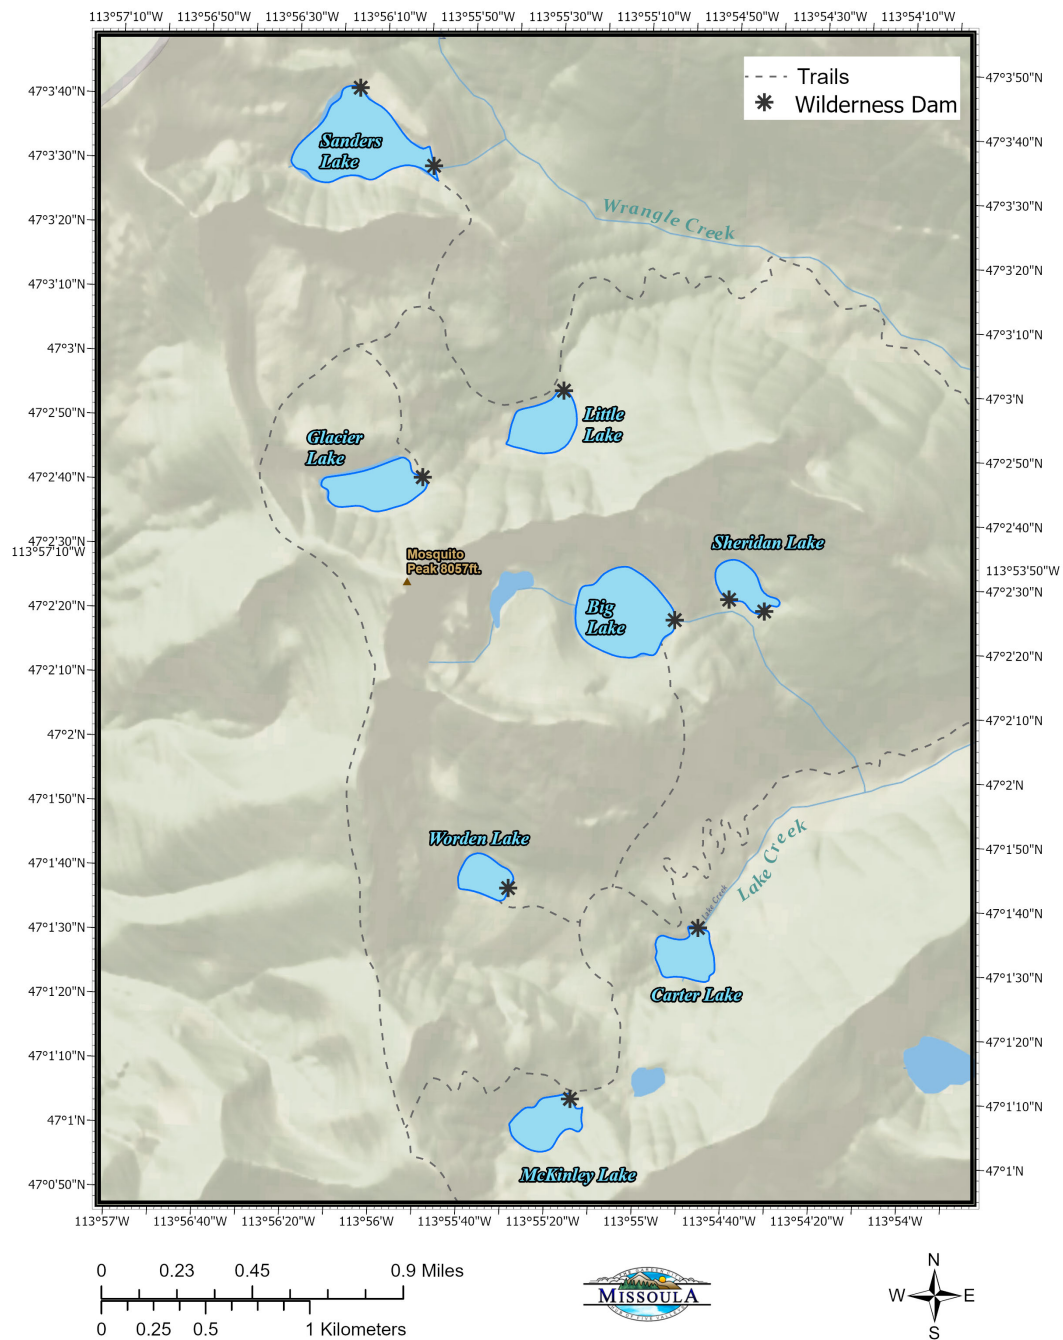 113°57'10"W 113°56'50"W 113°56'30"W 113°56'10"W 113°55'50"W 113°55'30"W 113°55'10"W 113°54'50"W 113°54'30"W 113°54'10"W
Trails
Wilderness Dam
47°3'40"N
47°3'30"N
47°3'20"N
47°3'10"N
47°3'N
47°2'50"N
47°2'40"N
47°2'30"N
113°57'10"W
47°2'20"N
47°2'10"N
47°2'N
47°1'50"N
47°1'40"N
47°1'30"N
47°1'20"N
47°1'10"N
47°1'N
47°0'50"N
47°3'50"N
47°3'40"N
47°3'30"N
47°3'20"N
47°3'10"N
47°3'N
47°2'50"N
47°2'40"N
113°53'50"W
47°2'30"N
47°2'20"N
47°2'10"N
47°2'N
47°1'50"N
47°1'40"N
47°1'30"N
47°1'20"N
47°1'10"N
47°1'N
Sanders
Lake
Wrangle Creek
Little
Lake
Glacier
Lake
Mosquito
Peak 8057ft.
Sheridan Lake
Big
Lake
Worden Lake
Lake Creek
Lake Creek
Carter Lake
McKinley Lake
113°57'W 113°56'40"W 113°56'20"W 113°56'W 113°55'40"W 113°55'20"W 113°55'W 113°54'40"W 113°54'20"W 113°54'W
0 0.23 0.45 0.9 Miles
0 0.25 0.5 1 Kilometers
MISSOULA
N
W E
S